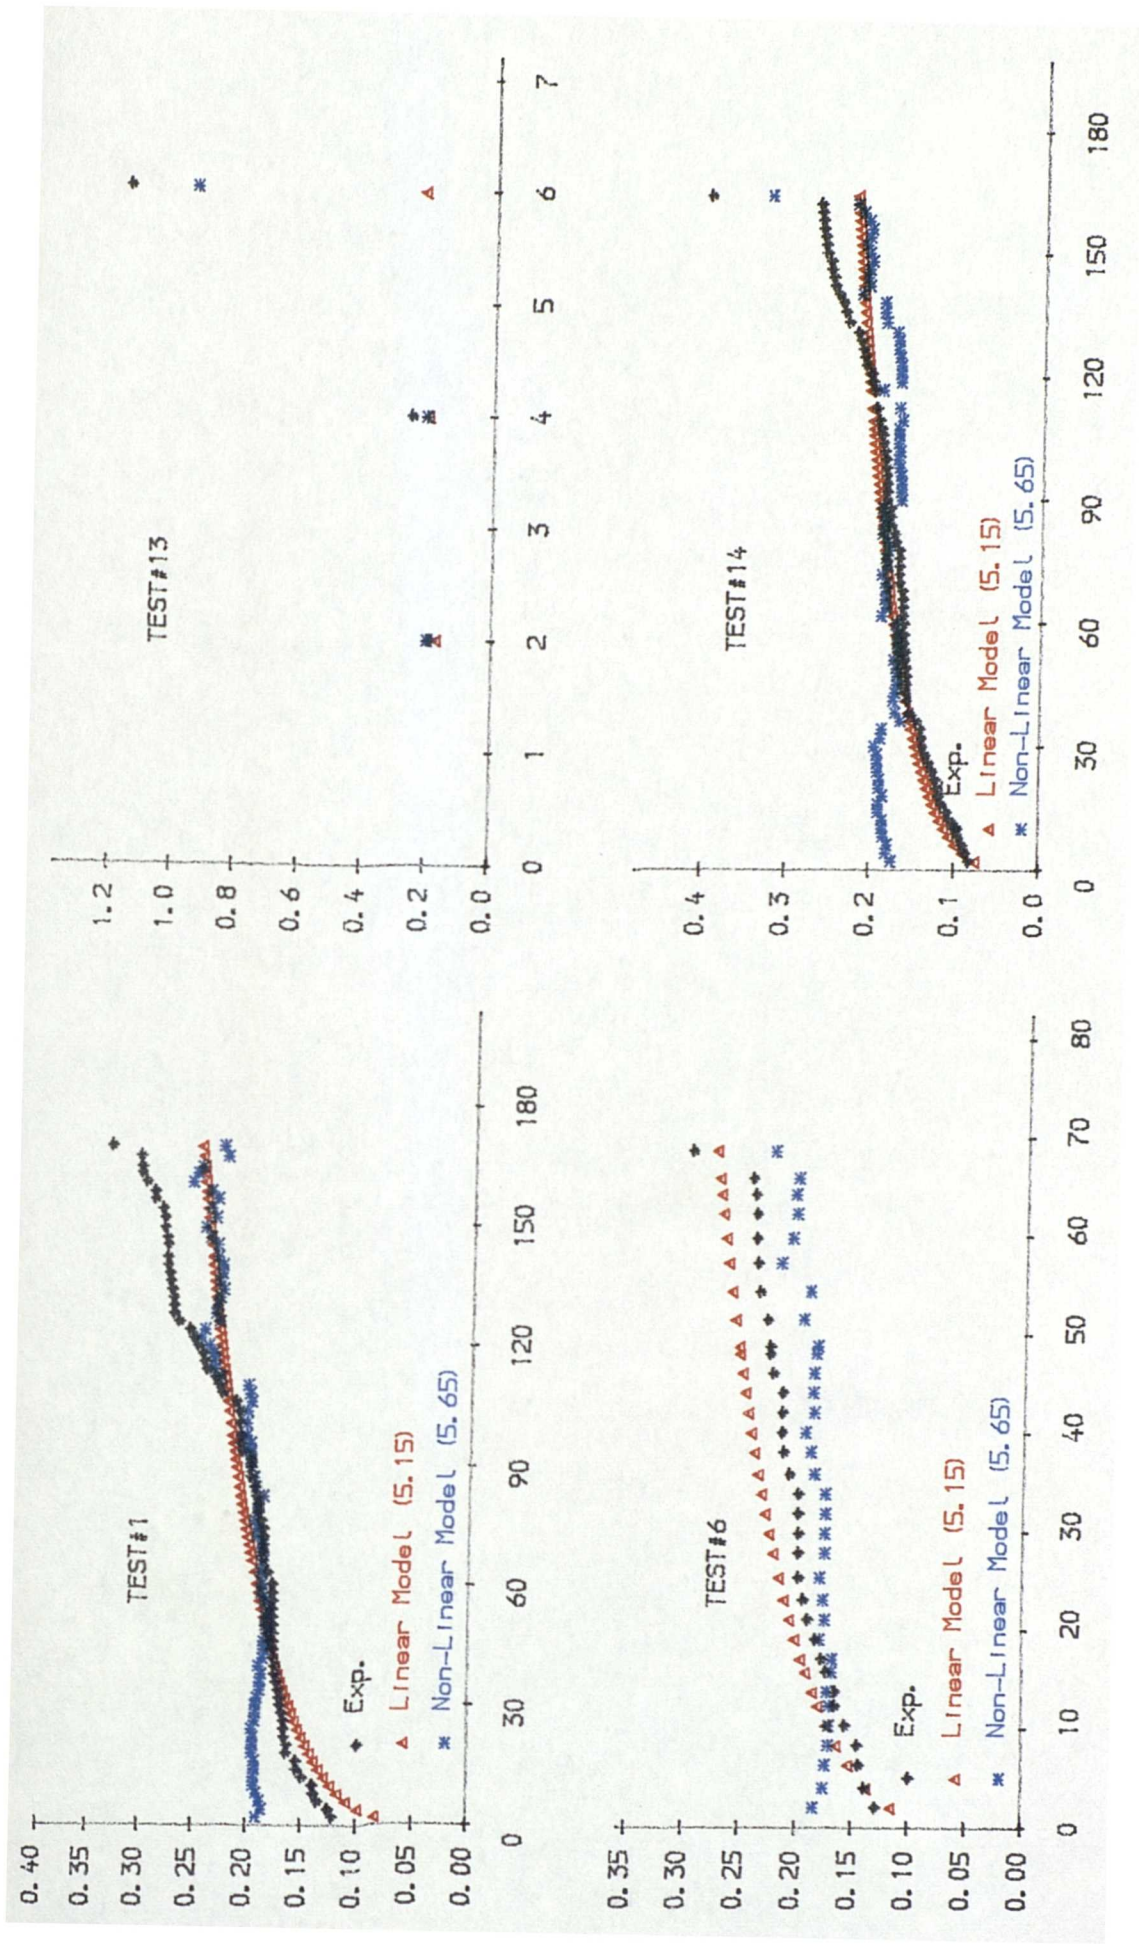 TEST#1
0.40
0.35
0.30
0.25
0.20
0.15
0.10
0.05
0.00
0 30 60 90 120 150 180
Exp.
Linear Model (5.15)
Non-Linear Model (5.65)
TEST#13
1.2
1.0
0.8
0.6
0.4
0.2
0.0
0 1 2 3 4 5 6 7
TEST#6
0.35
0.30
0.25
0.20
0.15
0.10
0.05
0.00
0 10 20 30 40 50 60 70 80
Exp.
Linear Model (5.15)
Non-Linear Model (5.65)
TEST#14
0.4
0.3
0.2
0.1
0.0
0 30 60 90 120 150 180
Exp.
Linear Model (5.15)
Non-Linear Model (5.65)